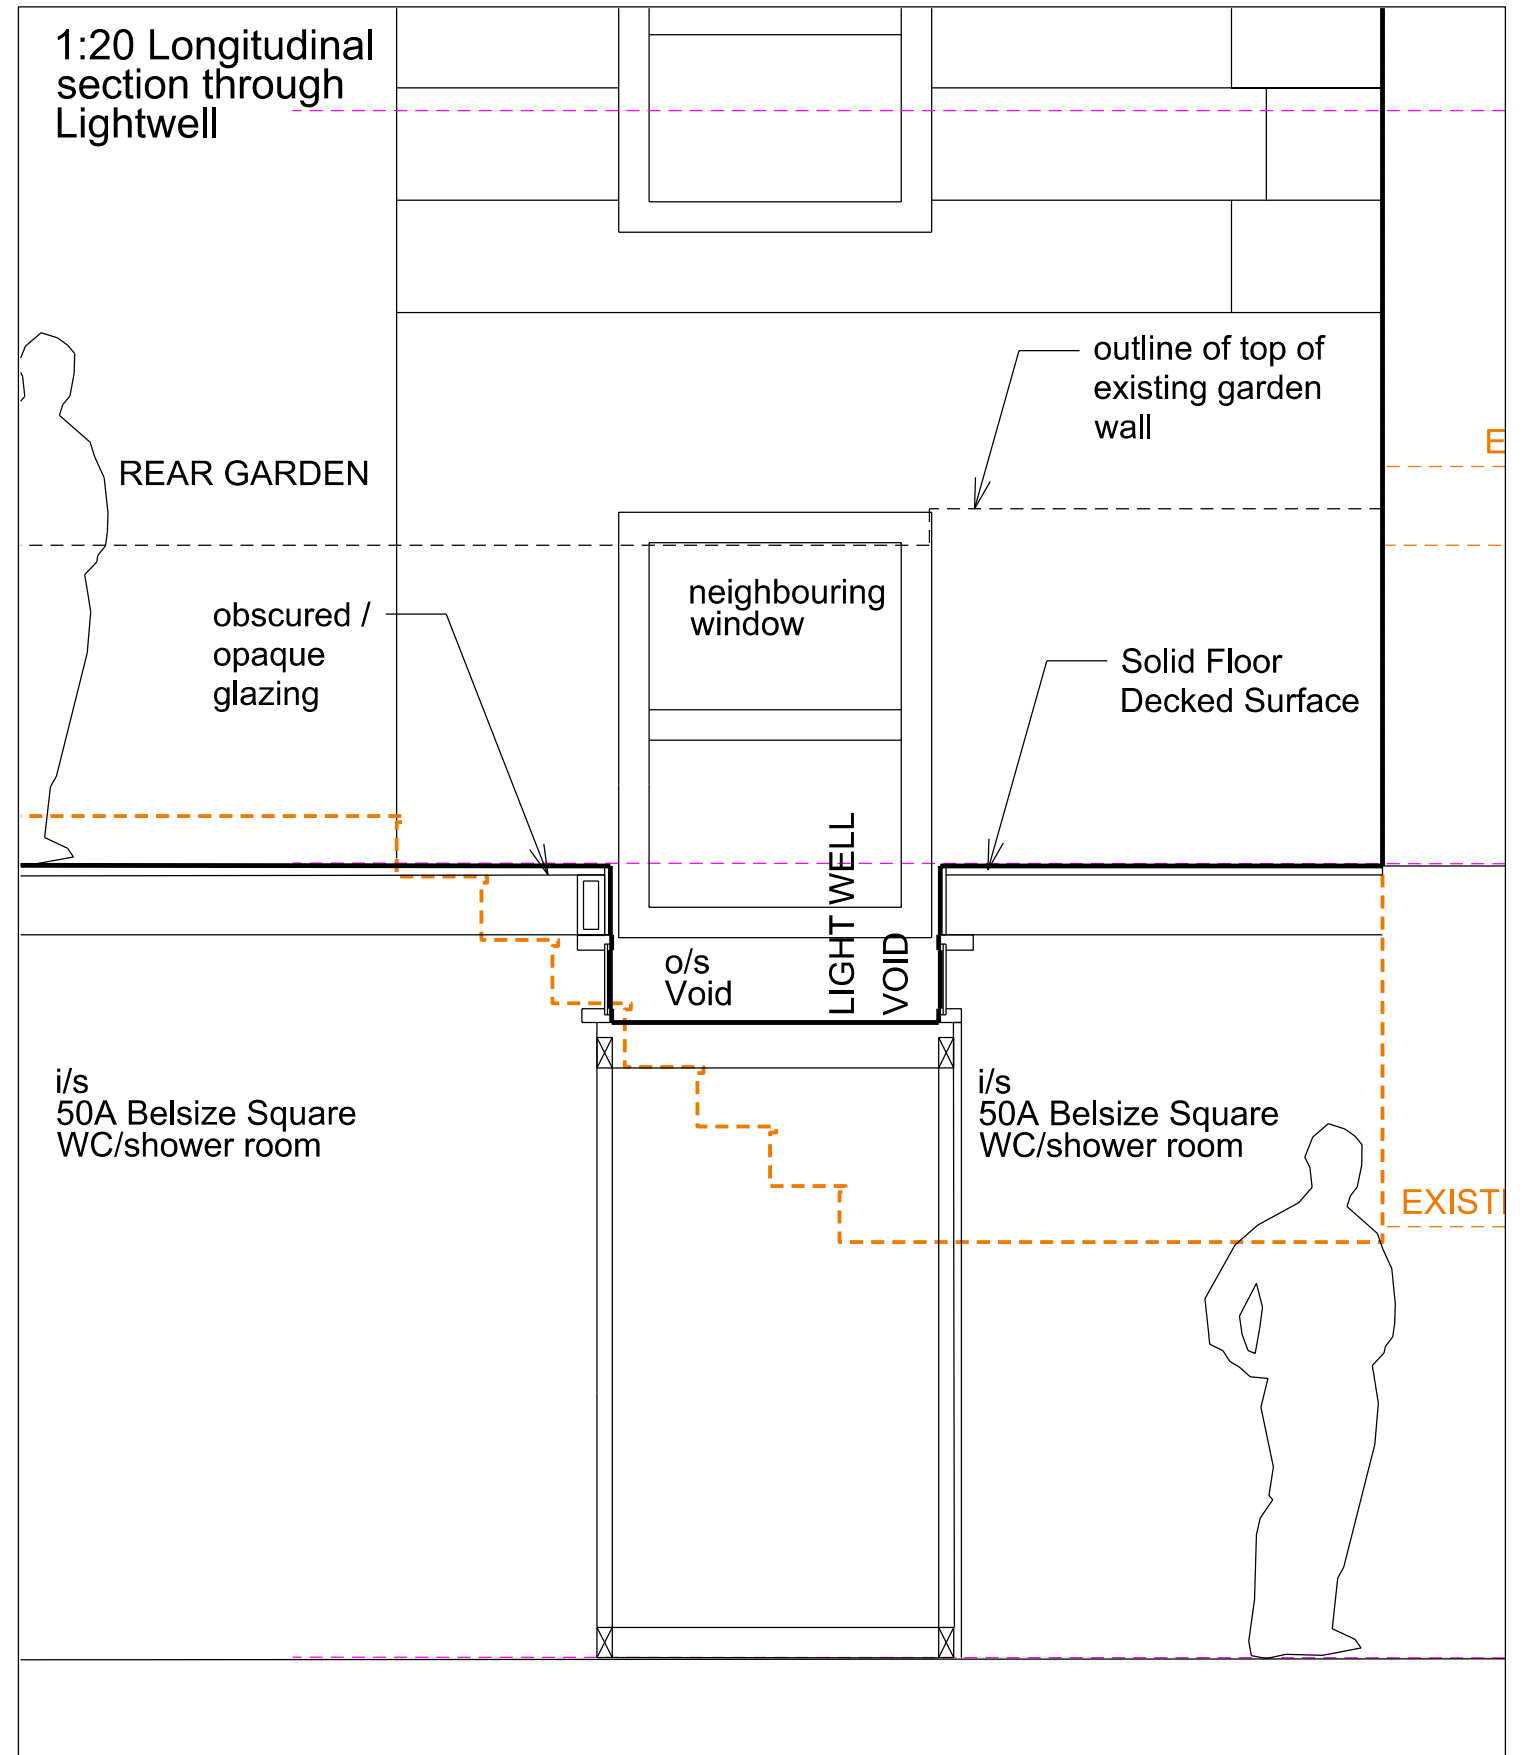 1:20 Longitudinal
section through
Lightwell
outline of top of
existing garden
wall
REAR GARDEN
E
neighbouring
window
obscured /
opaque
glazing
Solid Floor
Decked Surface
LIGHT WELL
VOID
o/s
Void
i/s
50A Belsize Square
WC/shower room
i/s
50A Belsize Square
WC/shower room